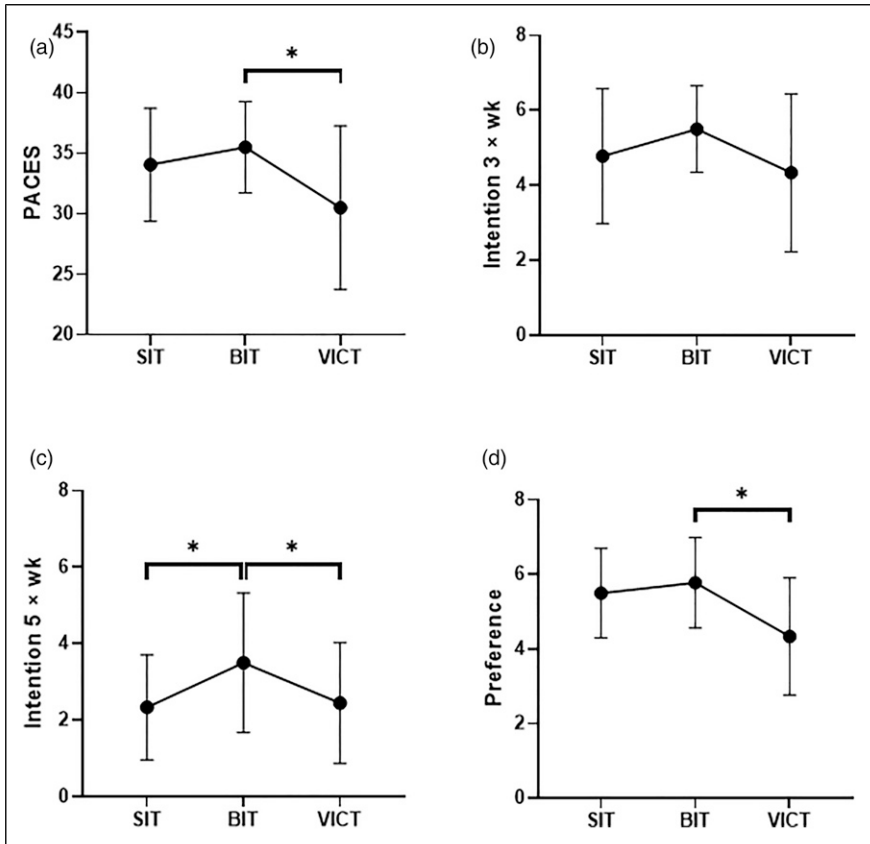 (a)
*
45
40
35
30
25
20
PACES
SIT BIT VICT
(b)
8
6
4
2
0
Intention 3 × wk
SIT BIT VICT
(c)
* *
8
6
4
2
0
Intention 5 × wk
SIT BIT VICT
(d)
*
8
6
4
2
0
Preference
SIT BIT VICT